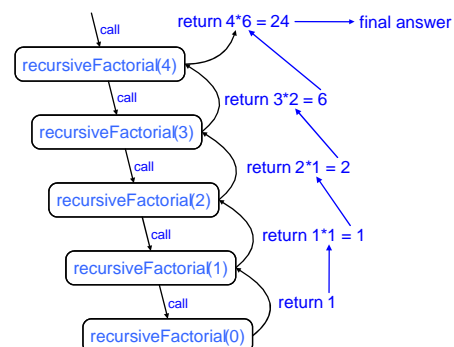 call
return 4*6 = 24
final answer
recursiveFactorial(4)
call
return 3*2 = 6
recursiveFactorial(3)
call
return 2*1 = 2
recursiveFactorial(2)
call
return 1*1 = 1
recursiveFactorial(1)
call
return 1
recursiveFactorial(0)